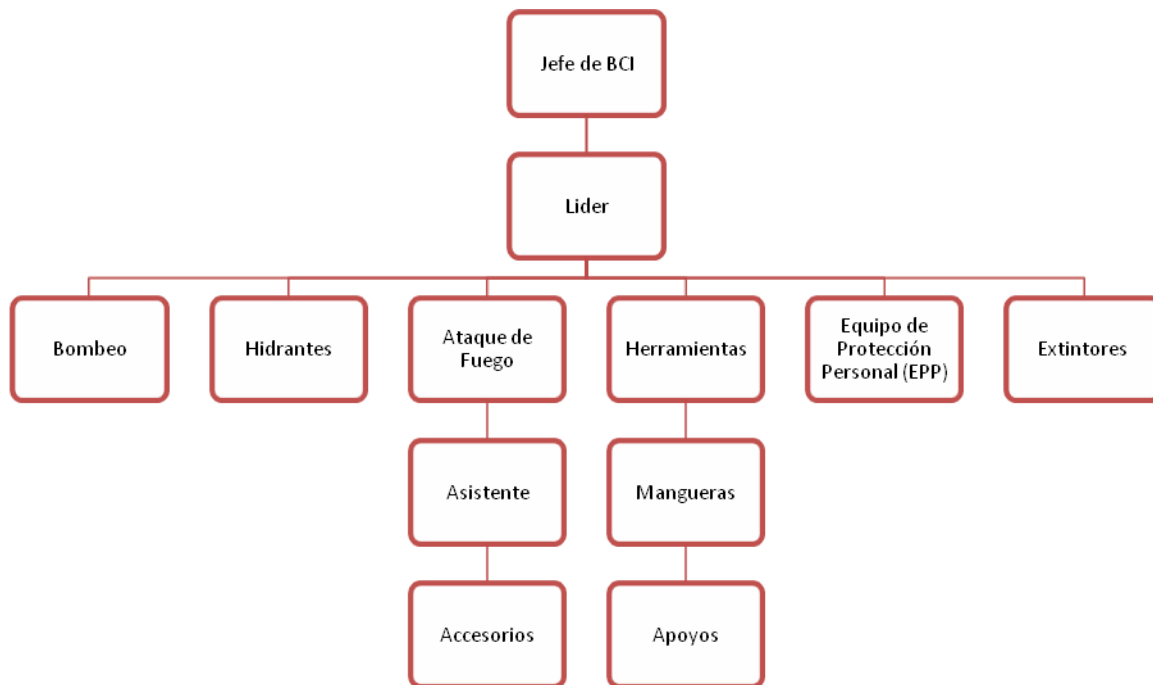 Jefe de BCI
Lider
Bombeo
Hidrantes
Ataque de
Fuego
Herramientas
Equipo de
Protección
Personal (EPP)
Extintores
Asistente
Mangueras
Accesorios
Apoyos